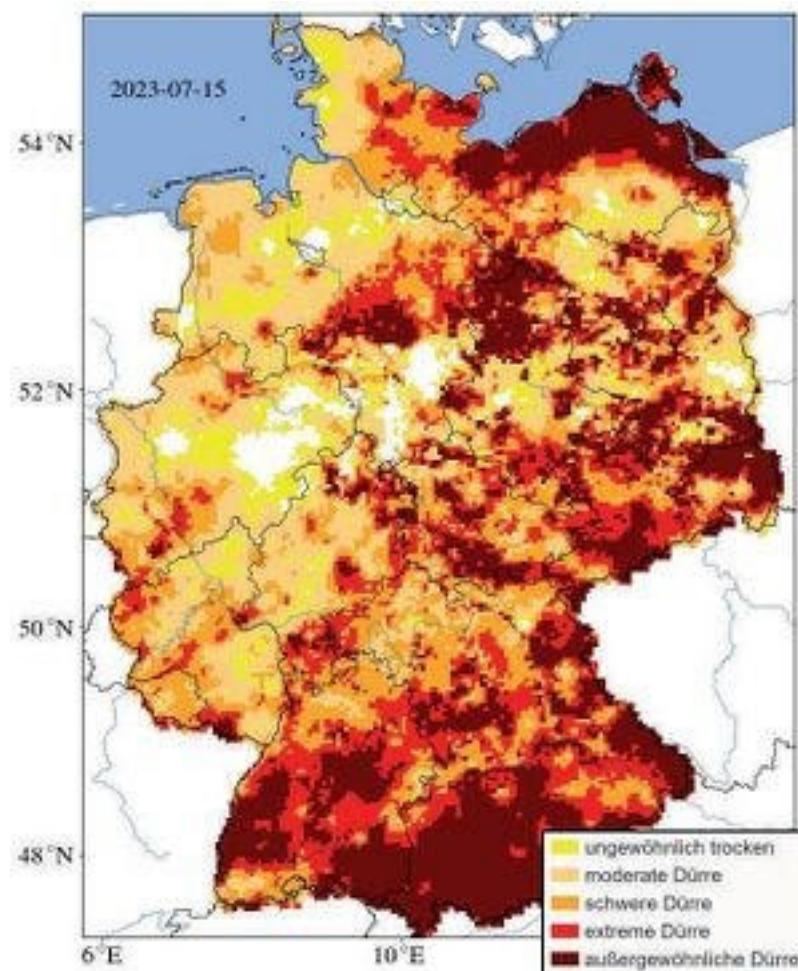 2023-07-15
54°N
52°N
50°N
48°N
6°E
10°E
ungewöhnlich trocken
moderate Dürre
schwere Dürre
extreme Dürre
außergewöhnliche Dürre